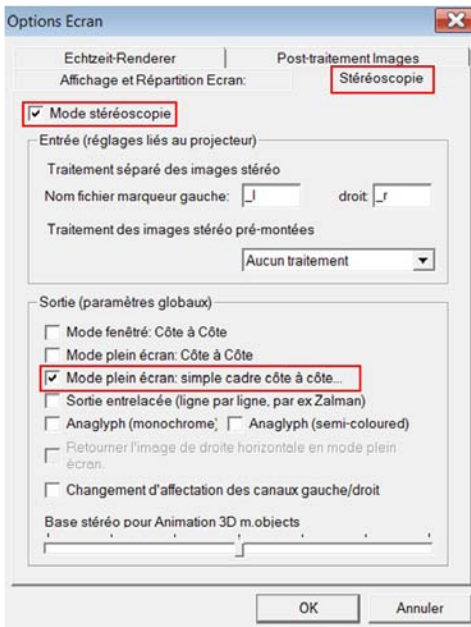 Options Ecran
Echtzeit-Renderer
Post-traitement Images
Affichage et Répartition Ecran:
Stéréoscopie
Mode stéréoscopie
Entrée (réglages liés au projecteur)
Traitement séparé des images stéréo
Nom fichier marqueur gauche: _l droit: _r
Traitement des images stéréo pré-montées
Aucun traitement
Sortie (paramètres globaux)
Mode fenêtré: Côte à Côte
Mode plein écran: Côte à Côte
Mode plein écran: simple cadre côte à côte...
Sortie entrelacée (ligne par ligne, par ex Zalman)
Anaglyph (monochrome) Anaglyph (semi-coloured)
Retourner l'image de droite horizontale en mode plein
écran.
Changement d'affectation des canaux gauche/droit
Base stéréo pour Animation 3D m.objects
OK Annuler